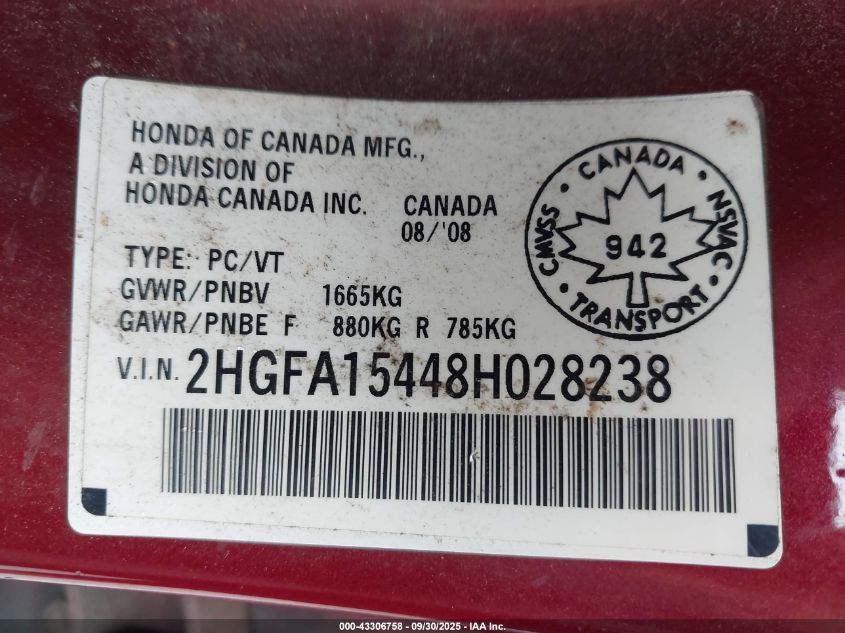 HONDA OF CANADA MFG.,
A DIVISION OF
HONDA CANADA INC. CANADA
08/'08
TYPE: PC/VT
GVWR/PNBV 1665KG
GAWR/PNBE F 880KG R 785KG
V.I.N. 2HGFA15448H028238
CMVSS • CANADA • NSVAC
942
• TRANSPORT •
000-43306758 - 09/30/2025 - IAA Inc.